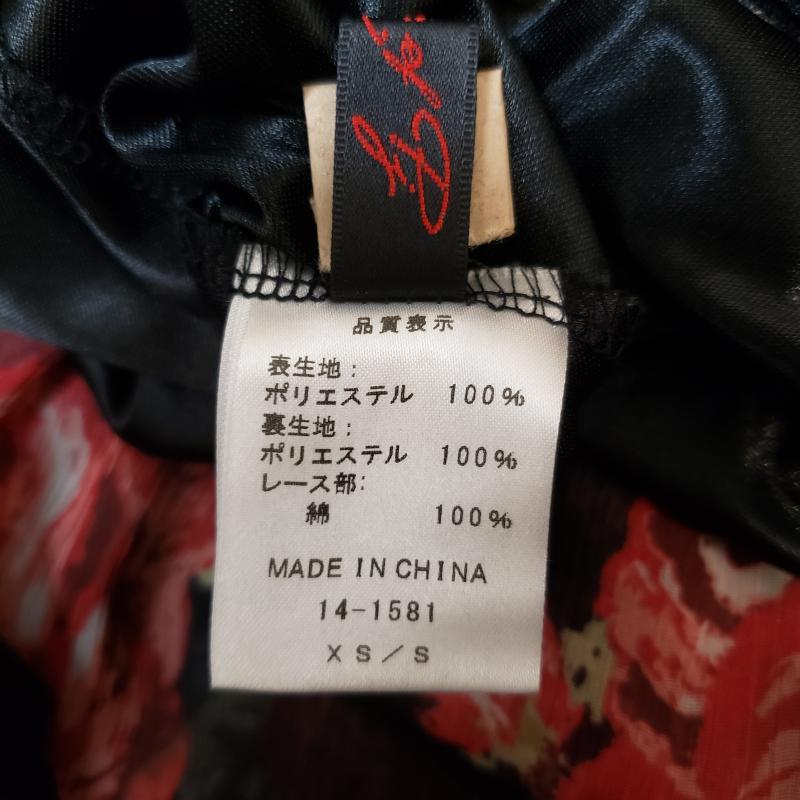 品質表示
表生地:
ポリエステル 100%
裏生地:
ポリエステル 100%
レース部:
綿 100%
MADE IN CHINA
14-1581
XS/S